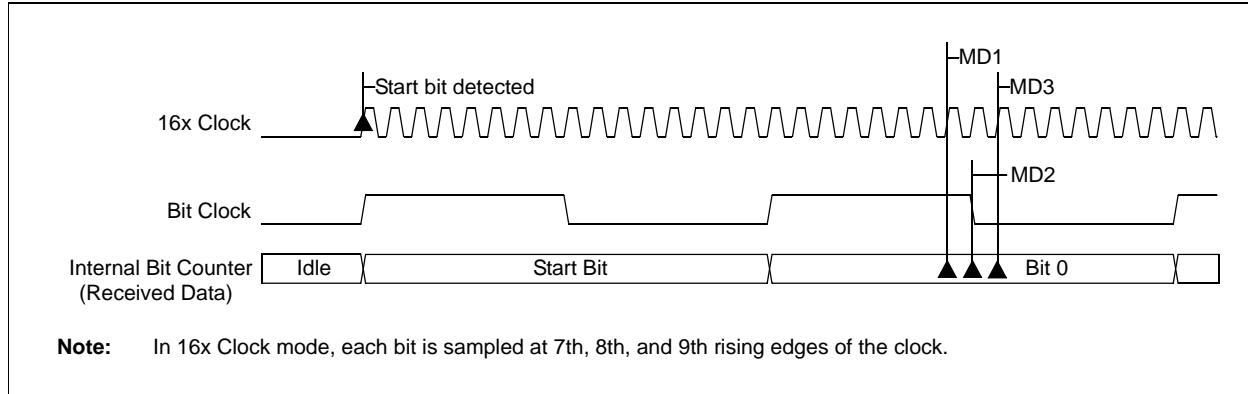 MD1
Start bit detected
MD3
16x Clock
MD2
Bit Clock
Internal Bit Counter
(Received Data)
Idle
Start Bit
Bit 0
Note: In 16x Clock mode, each bit is sampled at 7th, 8th, and 9th rising edges of the clock.